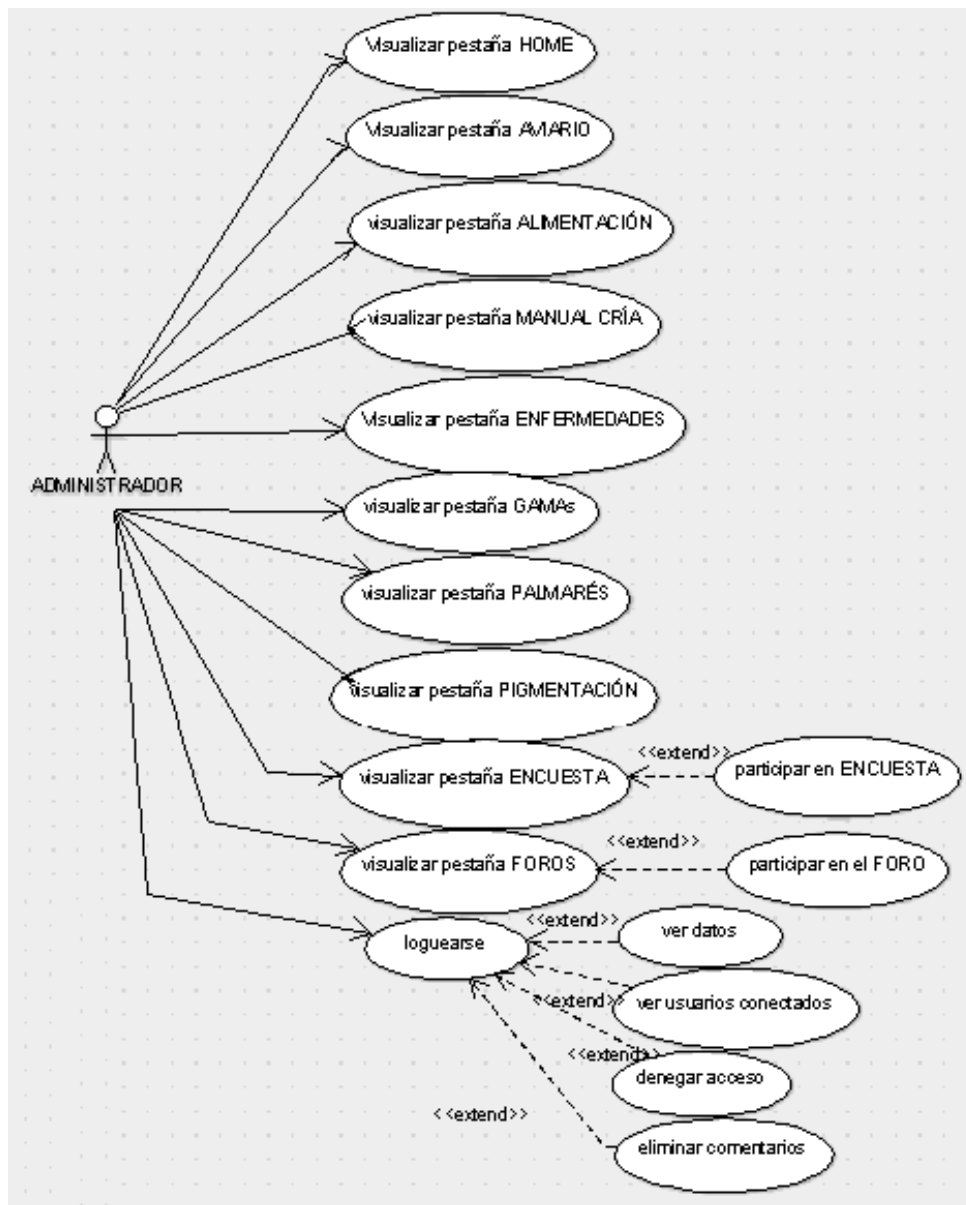 Visualizar pestaña HOME
Visualizar pestaña AVIARIO
visualizar pestaña ALIMENTACIÓN
visualizar pestaña MANUAL CRÍA
Visualizar pestaña ENFERMEDADES
ADMINISTRADOR
visualizar pestaña GAMAs
visualizar pestaña PALMARÉS
visualizar pestaña PIGMENTACIÓN
<<extend>>
visualizar pestaña ENCUESTA
participar en ENCUESTA
<<extend>>
visualizar pestaña FOROS
participar en el FORO
<<extend>>
loguearse
ver datos
<<extend>>
ver usuarios conectados
<<extend>>
denegar acceso
<<extend>>
eliminar comentarios